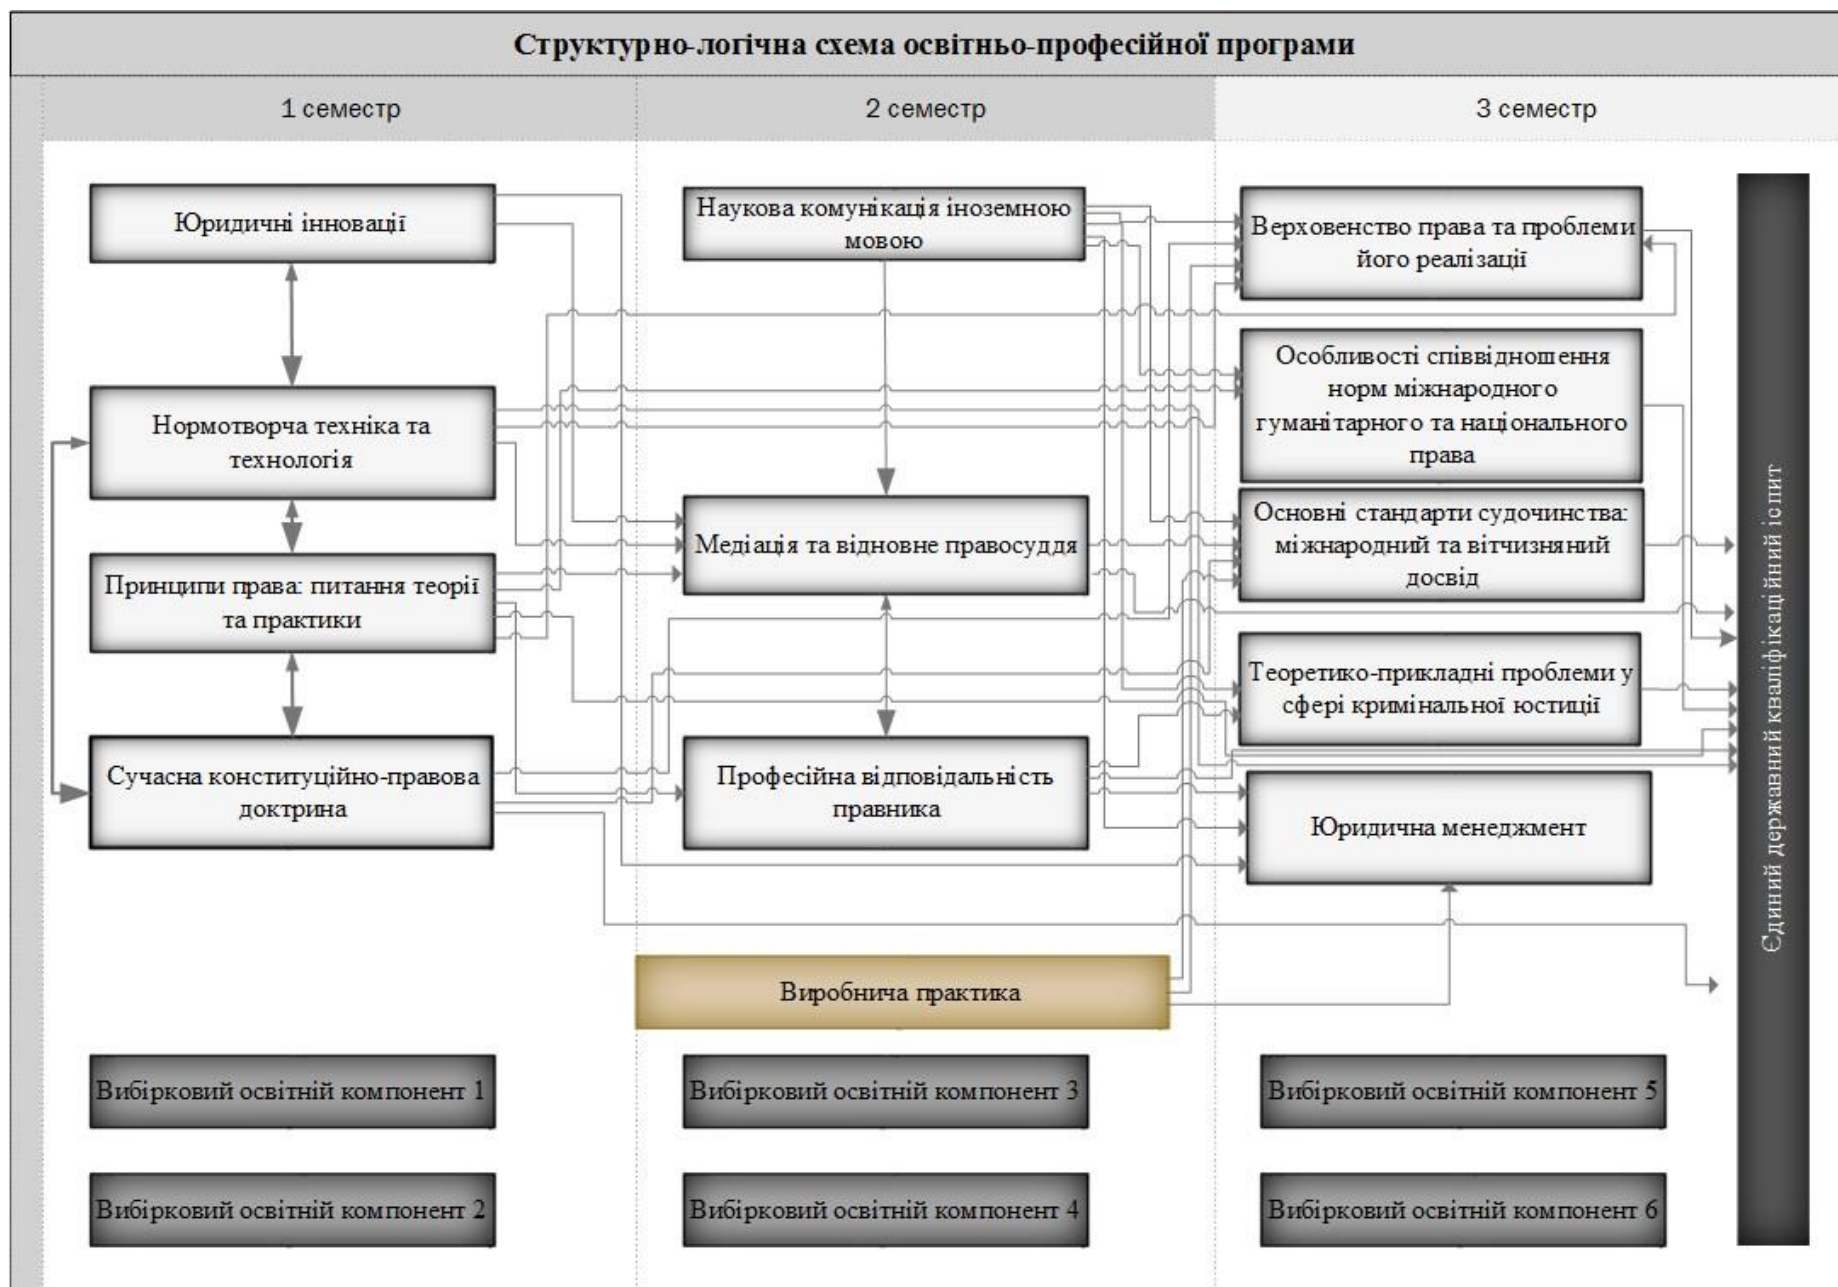 Структурно-логічна схема освітньо-професійної програми
1 семестр
2 семестр
3 семестр
Юридичні інновації
Нормотворча техніка та
технологія
Принципи права: питання теорії
та практики
Сучасна конституційно-правова
доктрина
Наукова комунікація іноземною
мовою
Медіація та відновне правосуддя
Професійна відповідальність
правника
Виробнича практика
Верховенство права та проблеми
його реалізації
Особливості співвідношення
норм міжнародного
гуманітарного та національного
права
Основні стандарти судочинства:
міжнародний та вітчизняний
досвід
Теоретико-прикладні проблеми у
сфері кримінальної юстиції
Юридична менеджмент
Єдиний державний кваліфікаційний іспит
Вибірковий освітній компонент 1
Вибірковий освітній компонент 3
Вибірковий освітній компонент 5
Вибірковий освітній компонент 2
Вибірковий освітній компонент 4
Вибірковий освітній компонент 6